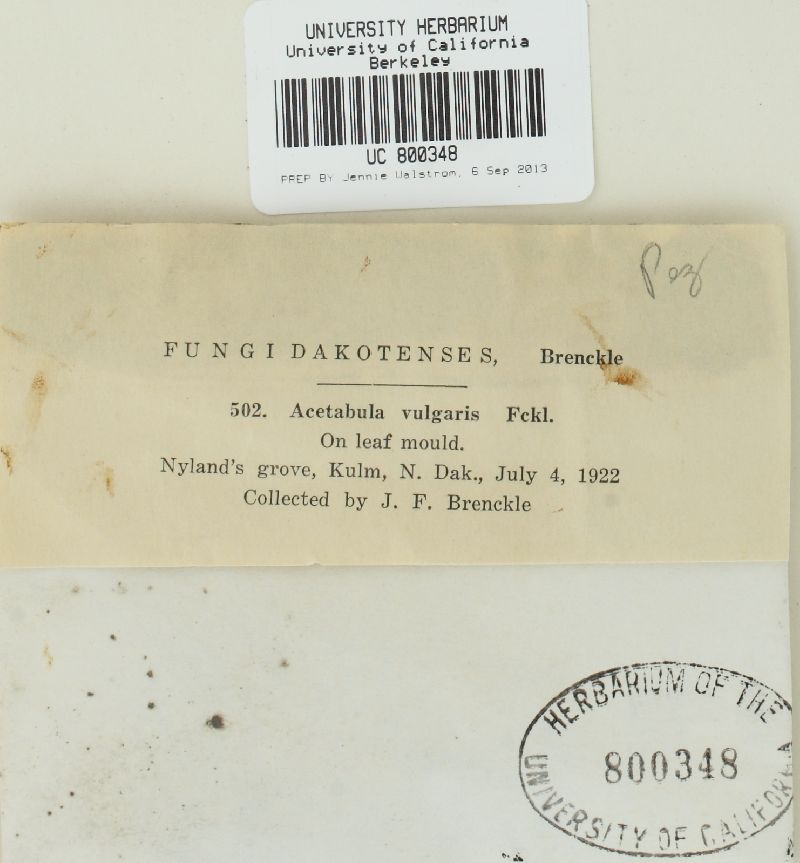 UNIVERSITY HERBARIUM
University of California
Berkeley
UC 800348
PREP BY Jennie Walstrom, 6 Sep 2013
Pez
FUNGI DAKOTENSES, Brenckle
502. Acetabula vulgaris Fckl.
On leaf mould.
Nyland's grove, Kulm, N. Dak., July 4, 1922
Collected by J. F. Brenckle
HERBARIUM OF THE
800348
UNIVERSITY OF CALIFORNIA